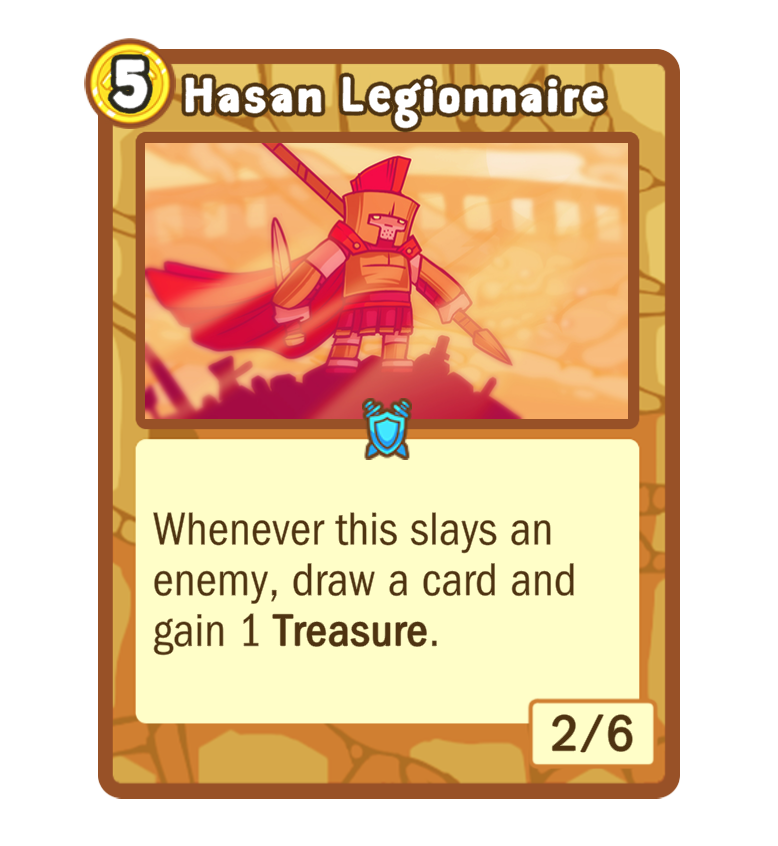 5
Hasan Legionnaire
Whenever this slays an
enemy, draw a card and
gain 1 Treasure.
2/6